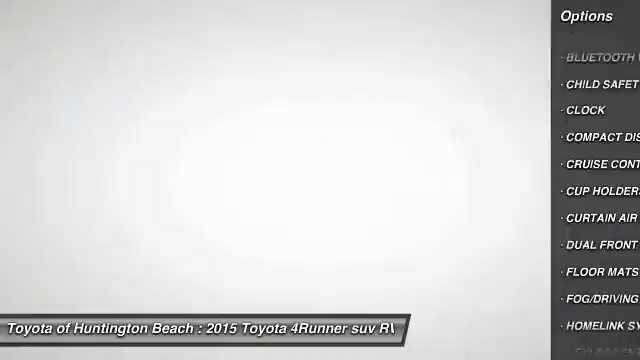 Options
· BLUETOOTH
· CHILD SAFET
· CLOCK
· COMPACT DIS
· CRUISE CONT
· CUP HOLDER
· CURTAIN AIR
· DUAL FRONT
· FLOOR MATS
· FOG/DRIVING
· HOMELINK SY
Toyota of Huntington Beach : 2015 Toyota 4Runner suv